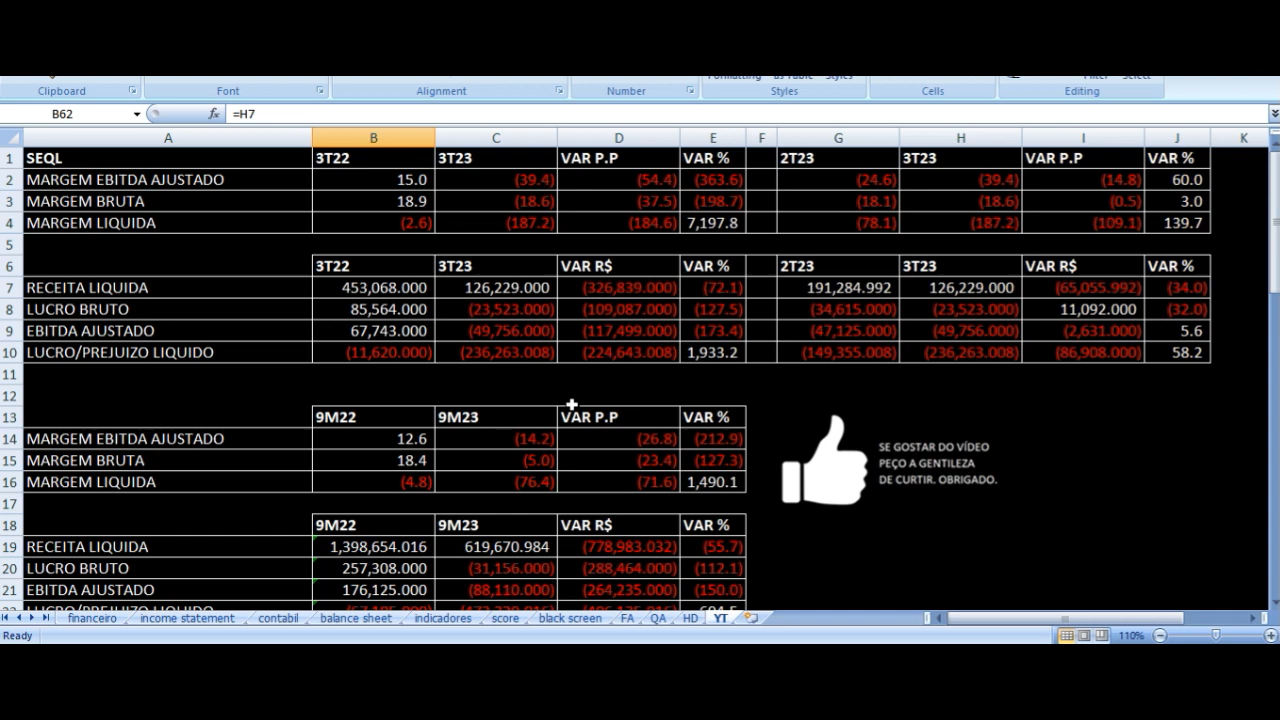 Clipboard Font Alignment Number Styles Cells Editing
B62 fx =H7
A B C D E F G H I J K
1 SEQL 3T22 3T23 VAR P.P VAR % 2T23 3T23 VAR P.P VAR %
2 MARGEM EBITDA AJUSTADO 15.0 (39.4) (54.4) (363.6) (24.6) (39.4) (14.8) 60.0
3 MARGEM BRUTA 18.9 (18.6) (37.5) (198.7) (18.1) (18.6) (0.5) 3.0
4 MARGEM LIQUIDA (2.6) (187.2) (184.6) 7,197.8 (78.1) (187.2) (109.1) 139.7
5
6 3T22 3T23 VAR R$ VAR % 2T23 3T23 VAR R$ VAR %
7 RECEITA LIQUIDA 453,068.000 126,229.000 (326,839.000) (72.1) 191,284.992 126,229.000 (65,055.992) (34.0)
8 LUCRO BRUTO 85,564.000 (23,523.000) (109,087.000) (127.5) (34,615.000) (23,523.000) 11,092.000 (32.0)
9 EBITDA AJUSTADO 67,743.000 (49,756.000) (117,499.000) (173.4) (47,125.000) (49,756.000) (2,631.000) 5.6
10 LUCRO/PREJUIZO LIQUIDO (11,620.000) (236,263.008) (224,643.008) 1,933.2 (149,355.008) (236,263.008) (86,908.000) 58.2
11
12
13 9M22 9M23 VAR P.P VAR %
14 MARGEM EBITDA AJUSTADO 12.6 (14.2) (26.8) (212.9)
15 MARGEM BRUTA 18.4 (5.0) (23.4) (127.3)
16 MARGEM LIQUIDA (4.8) (76.4) (71.6) 1,490.1
SE GOSTAR DO VÍDEO
PEÇO A GENTILEZA
DE CURTIR. OBRIGADO.
17
18 9M22 9M23 VAR R$ VAR %
19 RECEITA LIQUIDA 1,398,654.016 619,670.984 (778,983.032) (55.7)
20 LUCRO BRUTO 257,308.000 (31,156.000) (288,464.000) (112.1)
21 EBITDA AJUSTADO 176,125.000 (88,110.000) (264,235.000) (150.0)
LUCRO/PREJUIZO LIQUIDO
financeiro income statement contabil balance sheet indicadores score black screen FA QA HD YT
Ready 110%